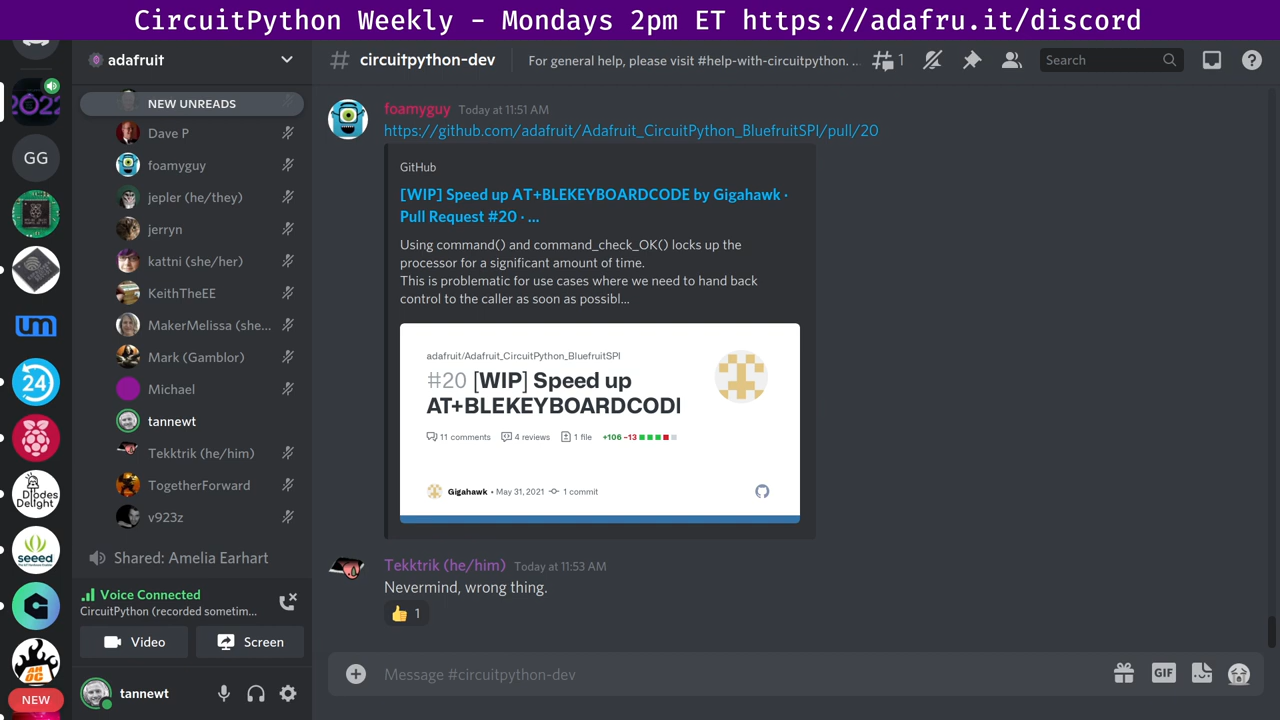 CircuitPython Weekly - Mondays 2pm ET https://adafru.it/discord
adafruit
circuitpython-dev
For general help, please visit #help-with-circuitpython. ...
1
Search
NEW UNREADS
Dave P
foamyguy
jepler (he/they)
jerryn
kattni (she/her)
KeithTheEE
MakerMelissa (she...
Mark (Gamblor)
Michael
tannewt
Tekktrik (he/him)
TogetherForward
v923z
Shared: Amelia Earhart
Voice Connected
CircuitPython (recorded sometim...
Video
Screen
tannewt
2022
GG
um
24
Diodes
Delight
seeed
NEW
foamyguy Today at 11:51 AM
https://github.com/adafruit/Adafruit_CircuitPython_BluefruitSPI/pull/20
GitHub
[WIP] Speed up AT+BLEKEYBOARDCODE by Gigahawk ·
Pull Request #20 · ...
Using command() and command_check_OK() locks up the
processor for a significant amount of time.
This is problematic for use cases where we need to hand back
control to the caller as soon as possibl...
adafruit/Adafruit_CircuitPython_BluefruitSPI
#20 [WIP] Speed up
AT+BLEKEYBOARDCODE
11 comments
4 reviews
1 file
+106 −13
Gigahawk • May 31, 2021
1 commit
Tekktrik (he/him) Today at 11:53 AM
Nevermind, wrong thing.
1
Message #circuitpython-dev
GIF